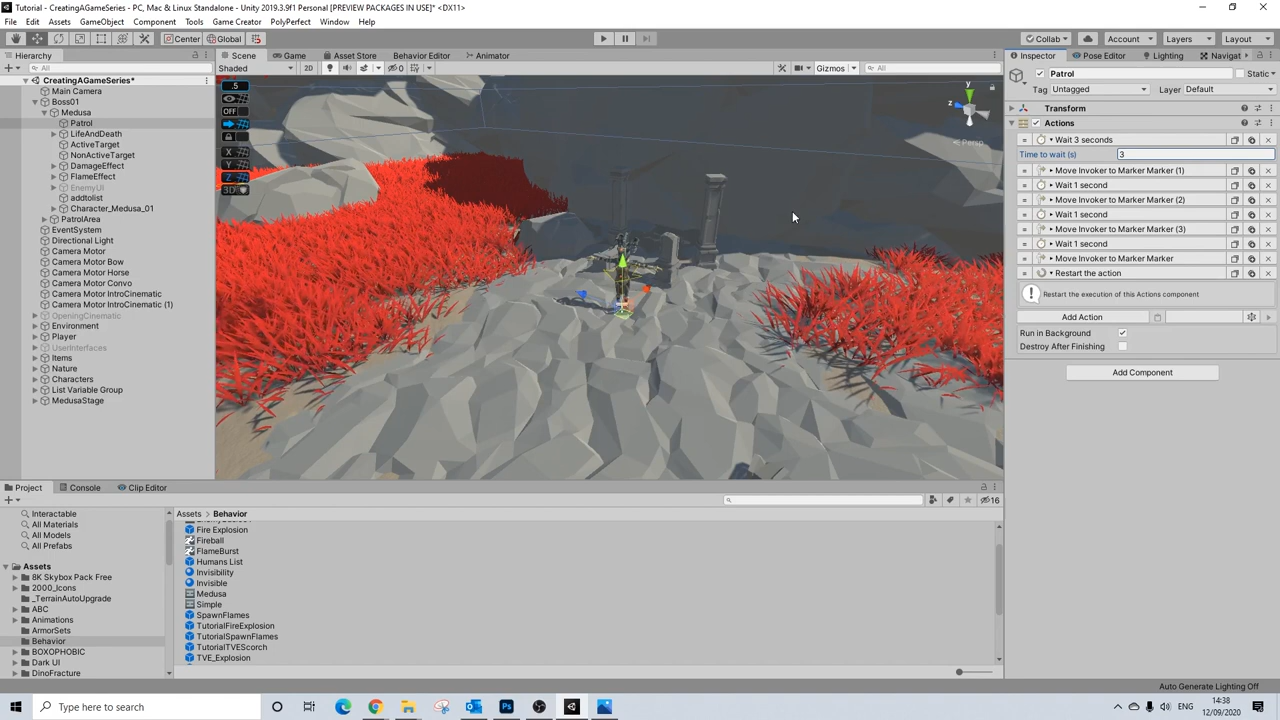 Tutorial - CreatingAGameSeries - PC, Mac & Linux Standalone - Unity 2019.3.9f1 Personal [PREVIEW PACKAGES IN USE]* <DX11>
File Edit Assets GameObject Component Tools Game Creator PolyPerfect Window Help
Center Global Collab Account Layers Layout
Hierarchy Scene Game Asset Store Behavior Editor Animator Inspector Pose Editor Lighting Navigat
All Shaded 2D 0 Gizmos All Patrol Static
CreatingAGameSeries*
Main Camera
Boss01
Medusa
Patrol
LifeAndDeath
ActiveTarget
NonActiveTarget
DamageEffect
FlameEffect
EnemyUI
addtolist
Character_Medusa_01
PatrolArea
EventSystem
Directional Light
Camera Motor
Camera Motor Bow
Camera Motor Horse
Camera Motor Convo
Camera Motor IntroCinematic
Camera Motor IntroCinematic (1)
OpeningCinematic
Environment
Player
UserInterfaces
Items
Nature
Characters
List Variable Group
MedusaStage
.5
OFF
X
Y
Z
3D
y
z
Persp
Tag Untagged Layer Default
Transform
Actions
Wait 3 seconds
Time to wait (s) 3
Move Invoker to Marker Marker (1)
Wait 1 second
Move Invoker to Marker Marker (2)
Wait 1 second
Move Invoker to Marker Marker (3)
Wait 1 second
Move Invoker to Marker Marker
Restart the action
Restart the execution of this Actions component
Add Action
Run in Background
Destroy After Finishing
Add Component
Project Console Clip Editor
16
Interactable
All Materials
All Models
All Prefabs
Assets
8K Skybox Pack Free
2000_Icons
_TerrainAutoUpgrade
ABC
Animations
ArmorSets
Behavior
BOXOPHOBIC
Dark UI
DinoFracture
Assets > Behavior
Fire Explosion
Fireball
FlameBurst
Humans List
Invisibility
Invisible
Medusa
Simple
SpawnFlames
TutorialFireExplosion
TutorialSpawnFlames
TutorialTVEScorch
TVE_Explosion
Auto Generate Lighting Off
Type here to search
ENG
14:38
12/09/2020